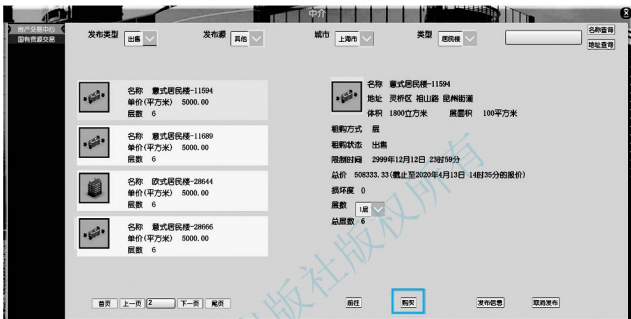 中介
房产交易中心
国有资源交易
发布类型 出售 发布源 其他 城市 上海市 类型 居民楼 名称查询
地址查询
名称 意式居民楼-11594
单价(平方米) 5000.00
层数 6
名称 意式居民楼-11689
单价(平方米) 5000.00
层数 6
名称 欧式居民楼-28644
单价(平方米) 5000.00
层数 6
名称 意式居民楼-28666
单价(平方米) 5000.00
层数 6
首页 上一页 2 下一页 尾页
名称 意式居民楼-11594
地址 灵桥区 祖山路 昆州街道
体积 1800立方米 层面积 100平方米
租购方式 层
租购状态 出售
限制时间 2999年12月12日 23时59分
总价 508333.33(截止至2020年4月13日 14时35分的报价)
损坏度 0
层数 1层
总层数 6
前往 购买 发布信息 取消发布
出版社版权所有